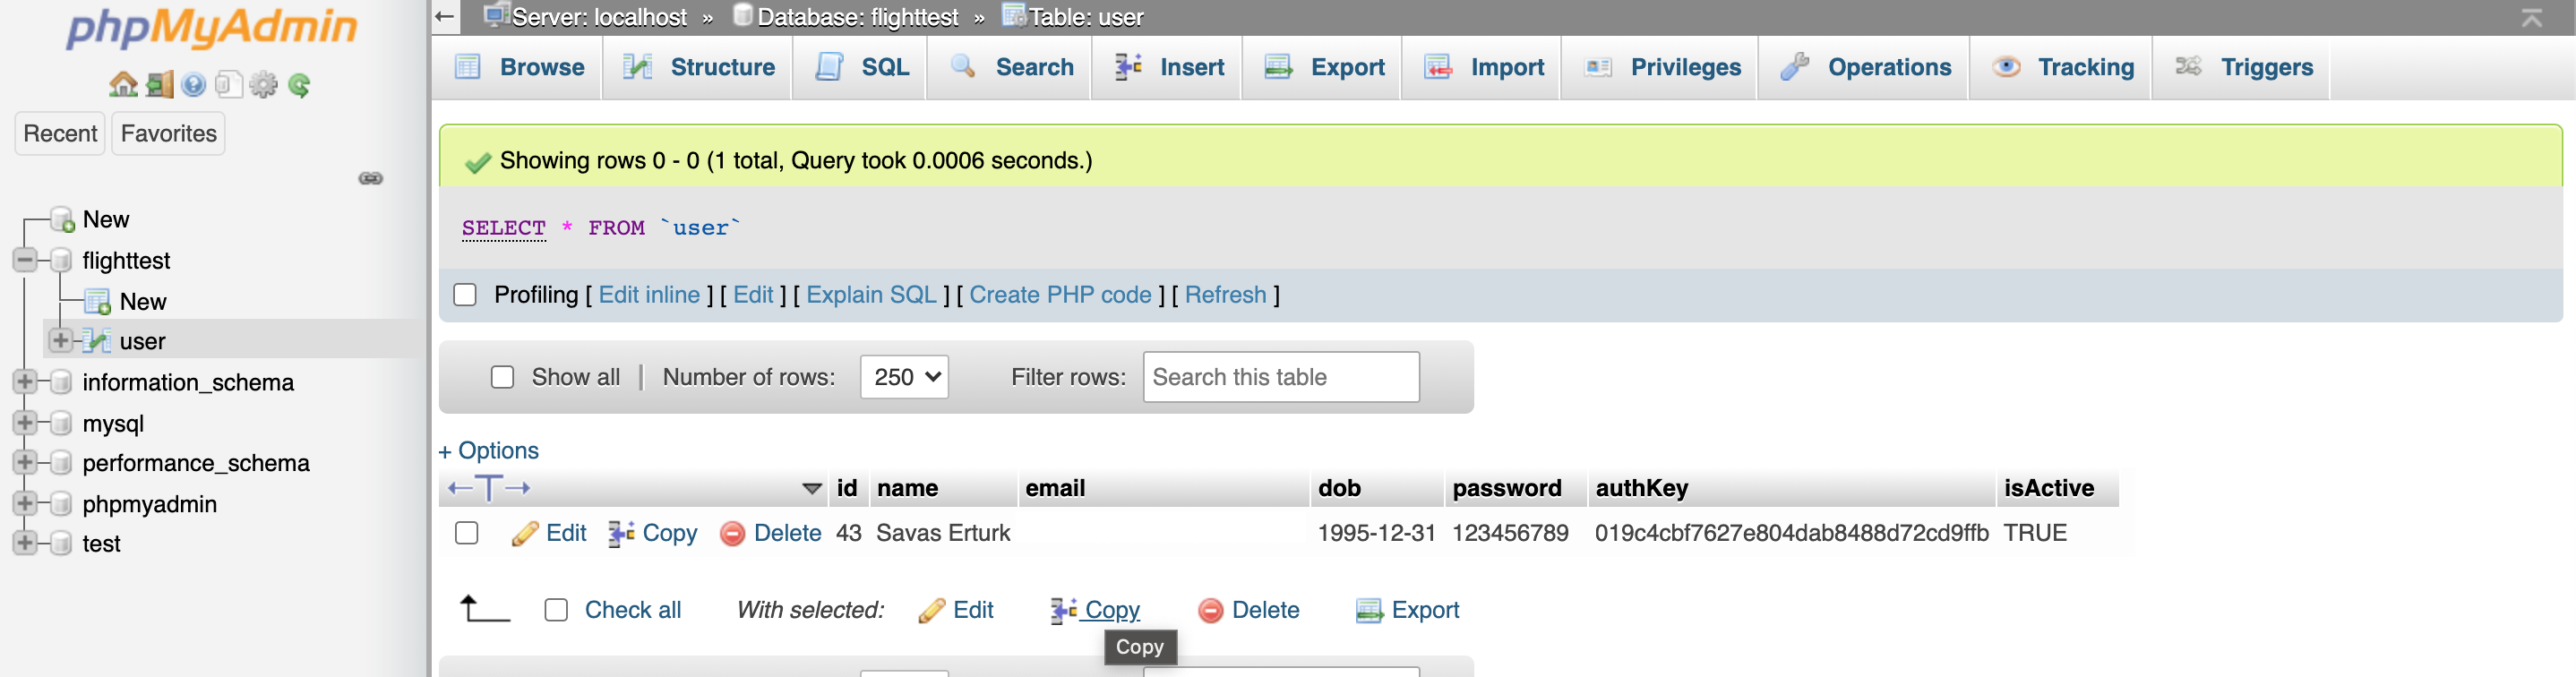 phpMyAdmin
Recent Favorites
New
flighttest
New
user
information_schema
mysql
performance_schema
phpmyadmin
test
Server: localhost » Database: flighttest » Table: user
Browse Structure SQL Search Insert Export Import Privileges Operations Tracking Triggers
Showing rows 0 - 0 (1 total, Query took 0.0006 seconds.)
SELECT * FROM `user`
Profiling [ Edit inline ] [ Edit ] [ Explain SQL ] [ Create PHP code ] [ Refresh ]
Show all | Number of rows: 250 Filter rows: Search this table
+ Options
←T→ id name email dob password authKey isActive
Edit Copy Delete 43 Savas Erturk 1995-12-31 123456789 019c4cbf7627e804dab8488d72cd9ffb TRUE
Check all With selected: Edit Copy Delete Export
Copy